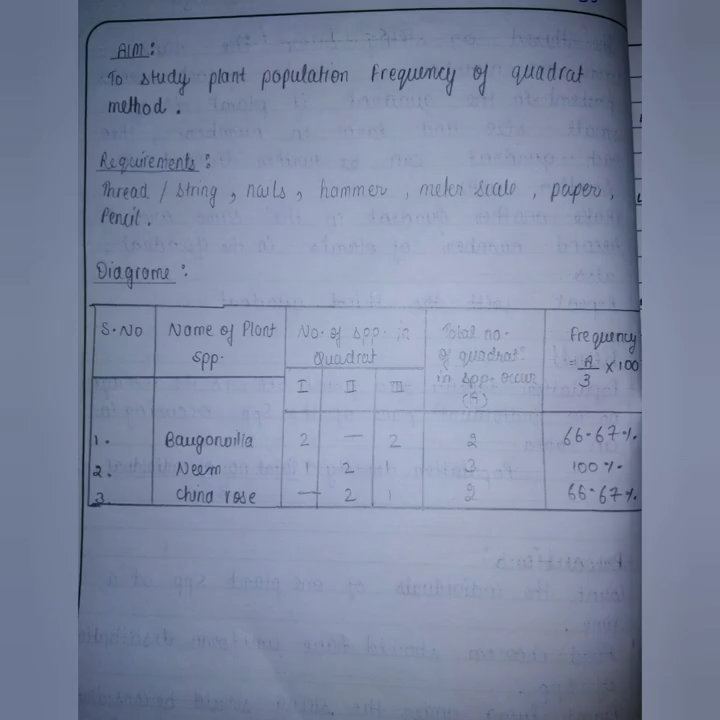 AIM:
To study plant population frequency of quadrat
method.
Requirements:
Thread / String, nails, hammer, meter scale, paper,
Pencil.
Diagrame:
S.No Name of Plant spp. No. of spp. in Quadrat Total no. of quadrat in spp. occur (A) Frequency = A/3 x 100
I II III
1. Baugonvilia 2 — 2 2 66.67%
2. Neem 1 2 1 3 100%
3 china rose — 2 1 2 66.67%